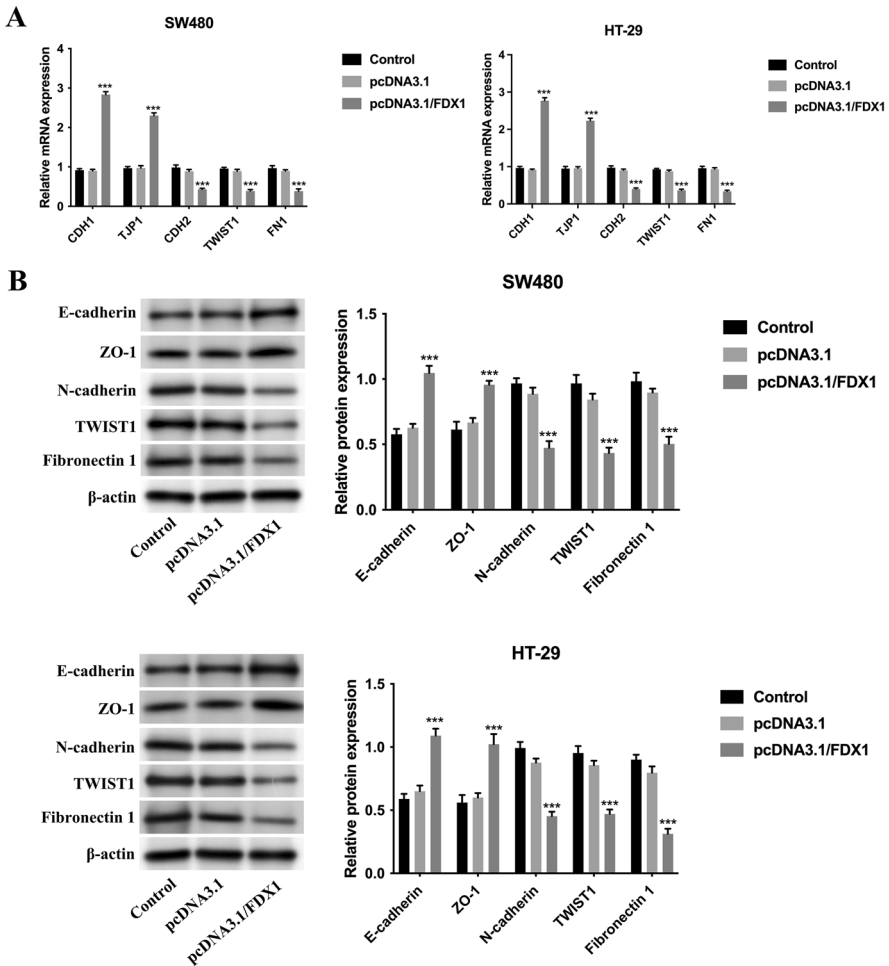 A
SW480
Relative mRNA expression
4
3
2
1
0
*** *** *** *** ***
CDH1 TJP1 CDH2 TWIST1 FN1
Control
pcDNA3.1
pcDNA3.1/FDX1
HT-29
Relative mRNA expression
4
3
2
1
0
*** *** *** *** ***
CDH1 TJP1 CDH2 TWIST1 FN1
Control
pcDNA3.1
pcDNA3.1/FDX1
B
E-cadherin
ZO-1
N-cadherin
TWIST1
Fibronectin 1
β-actin
Control pcDNA3.1 pcDNA3.1/FDX1
SW480
Relative protein expression
1.5
1.0
0.5
0.0
*** *** *** *** ***
E-cadherin ZO-1 N-cadherin TWIST1 Fibronectin 1
Control
pcDNA3.1
pcDNA3.1/FDX1
E-cadherin
ZO-1
N-cadherin
TWIST1
Fibronectin 1
β-actin
Control pcDNA3.1 pcDNA3.1/FDX1
HT-29
Relative protein expression
1.5
1.0
0.5
0.0
*** *** *** *** ***
E-cadherin ZO-1 N-cadherin TWIST1 Fibronectin 1
Control
pcDNA3.1
pcDNA3.1/FDX1